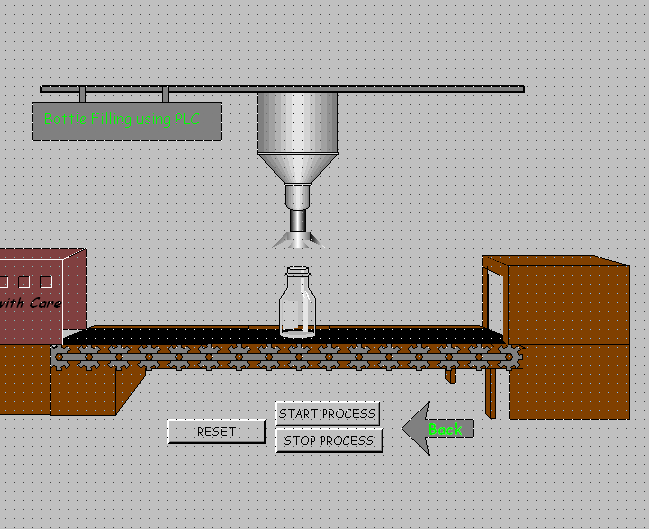 Bottle Filling using PLC
with Care
START PROCESS
RESET
STOP PROCESS
Back